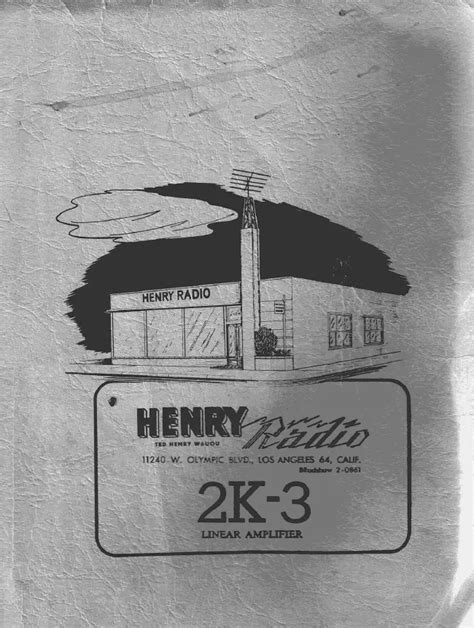 HENRY RADIO
HENRY Radio
TED HENRY W6UOU
11240 W. OLYMPIC BLVD., LOS ANGELES 64, CALIF.
BRadshaw 2-0861
2K-3
LINEAR AMPLIFIER